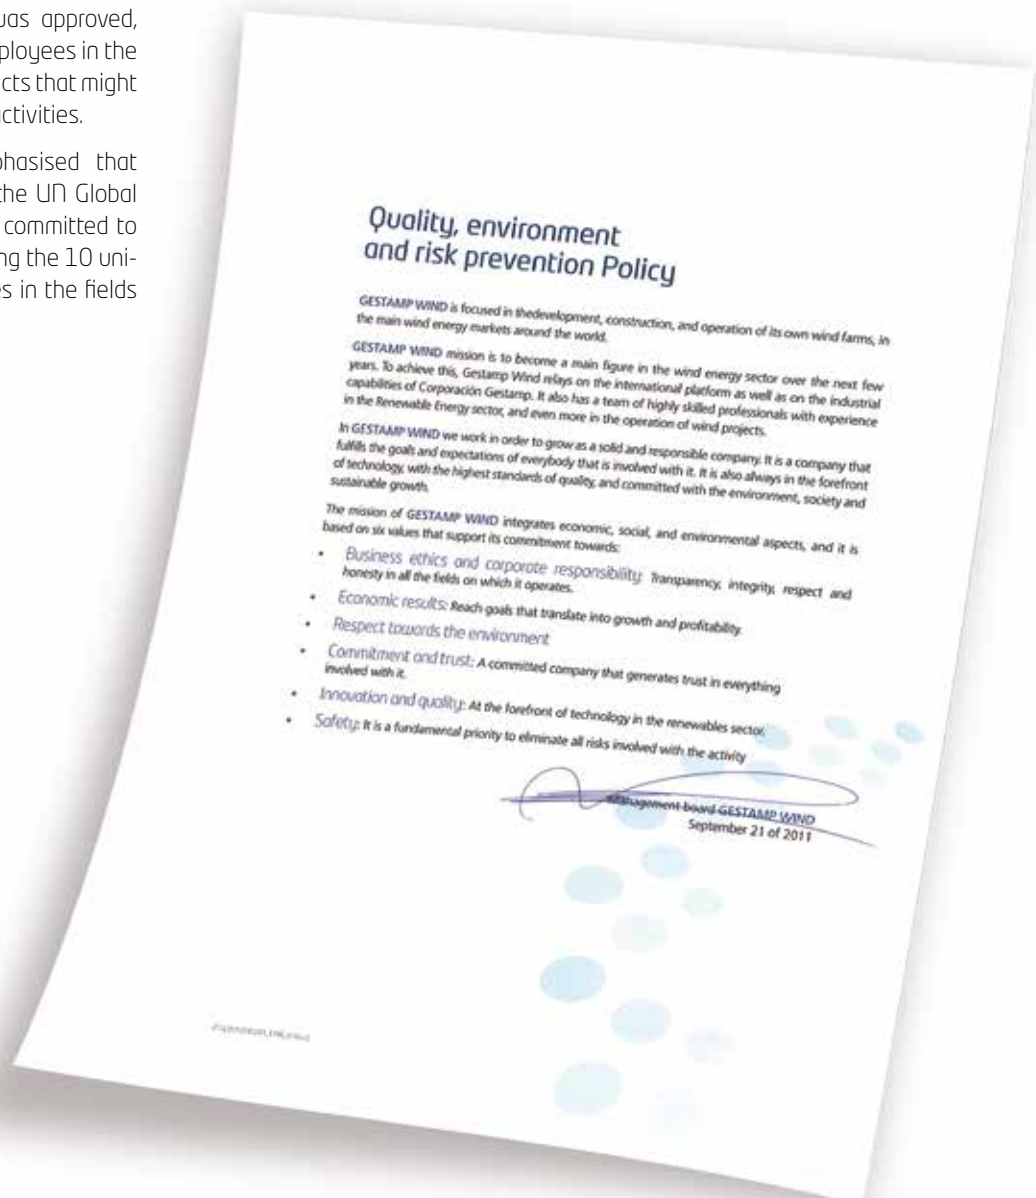 was approved,
ployees in the
cts that might
activities.
phasised that
the UN Global
committed to
ng the 10 uni-
es in the fields
Quality, environment
and risk prevention Policy
GESTAMP WIND is focused in thedevelopment, construction, and operation of its own wind farms, in
the main wind energy markets around the world.
GESTAMP WIND mission is to become a main figure in the wind energy sector over the next few
years. To achieve this, Gestamp Wind relays on the international platform as well as on the industrial
capabilities of Corporación Gestamp. It also has a team of highly skilled professionals with experience
in the Renewable Energy sector, and even more in the operation of wind projects.
In GESTAMP WIND we work in order to grow as a solid and responsible company. It is a company that
fulfills the goals and expectations of everybody that is involved with it. It is also always in the forefront
of technology, with the highest standards of quality, and committed with the environment, society and
sustainable growth.
The mission of GESTAMP WIND integrates economic, social, and environmental aspects, and it is
based on six values that support its commitment towards:
• Business ethics and corporate responsibility: Transparency, integrity, respect and
honesty in all the fields on which it operates.
• Economic results: Reach goals that translate into growth and profitability.
• Respect towards the environment
• Commitment and trust: A committed company that generates trust in everything
involved with it.
• Innovation and quality: At the forefront of technology in the renewables sector.
• Safety: It is a fundamental priority to eliminate all risks involved with the activity
Management board GESTAMP WIND
September 21 of 2011